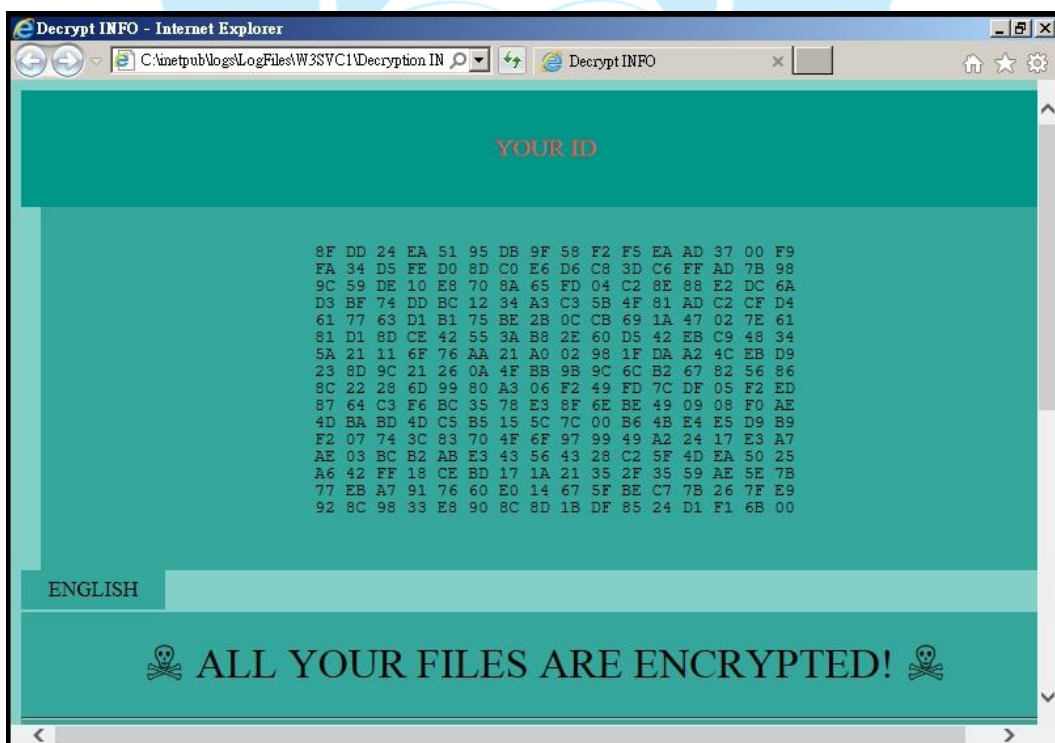 Decrypt INFO - Internet Explorer
C:\inetpub\logs\LogFiles\W3SVC1\Decryption IN
Decrypt INFO
YOUR ID
8F DD 24 EA 51 95 DB 9F 58 F2 F5 EA AD 37 00 F9
FA 34 D5 FE D0 8D C0 E6 D6 C8 3D C6 FF AD 7B 98
9C 59 DE 10 E8 70 8A 65 FD 04 C2 8E 88 E2 DC 6A
D3 BF 74 DD BC 12 34 A3 C3 5B 4F 81 AD C2 CF D4
61 77 63 D1 B1 75 BE 2B 0C CB 69 1A 47 02 7E 61
81 D1 8D CE 42 55 3A B8 2E 60 D5 42 EB C9 48 34
5A 21 11 6F 76 AA 21 A0 02 98 1F DA A2 4C EB D9
23 8D 9C 21 26 0A 4F BB 9B 9C 6C B2 67 82 56 86
8C 22 28 6D 99 80 A3 06 F2 49 FD 7C DF 05 F2 ED
87 64 C3 F6 BC 35 78 E3 8F 6E BE 49 09 08 F0 AE
4D BA BD 4D C5 B5 15 5C 7C 00 B6 4B E4 E5 D9 B9
F2 07 74 3C 83 70 4F 6F 97 99 49 A2 24 17 E3 A7
AE 03 BC B2 AB E3 43 56 43 28 C2 5F 4D EA 50 25
A6 42 FF 18 CE BD 17 1A 21 35 2F 35 59 AE 5E 7B
77 EB A7 91 76 60 E0 14 67 5F BE C7 7B 26 7F E9
92 8C 98 33 E8 90 8C 8D 1B DF 85 24 D1 F1 6B 00
ENGLISH
☠ ALL YOUR FILES ARE ENCRYPTED! ☠